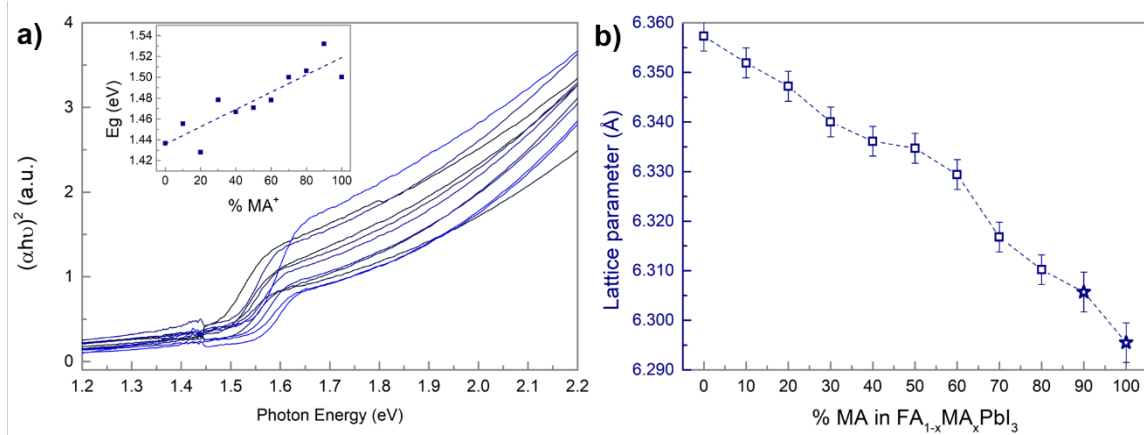 a)
4
3
2
1
0
(αhυ)² (a.u.)
1.54
1.52
1.50
1.48
1.46
1.44
1.42
Eg (eV)
0 20 40 60 80 100
% MA⁺
1.2 1.4 1.5 1.6 1.7 1.8 1.9 2.0 2.1 2.2
Photon Energy (eV)
b)
6.360
6.350
6.340
6.330
6.320
6.310
6.300
6.290
Lattice parameter (Å)
0 10 20 30 40 50 60 70 80 90 100
% MA in FA₁₋ₓMAₓPbI₃